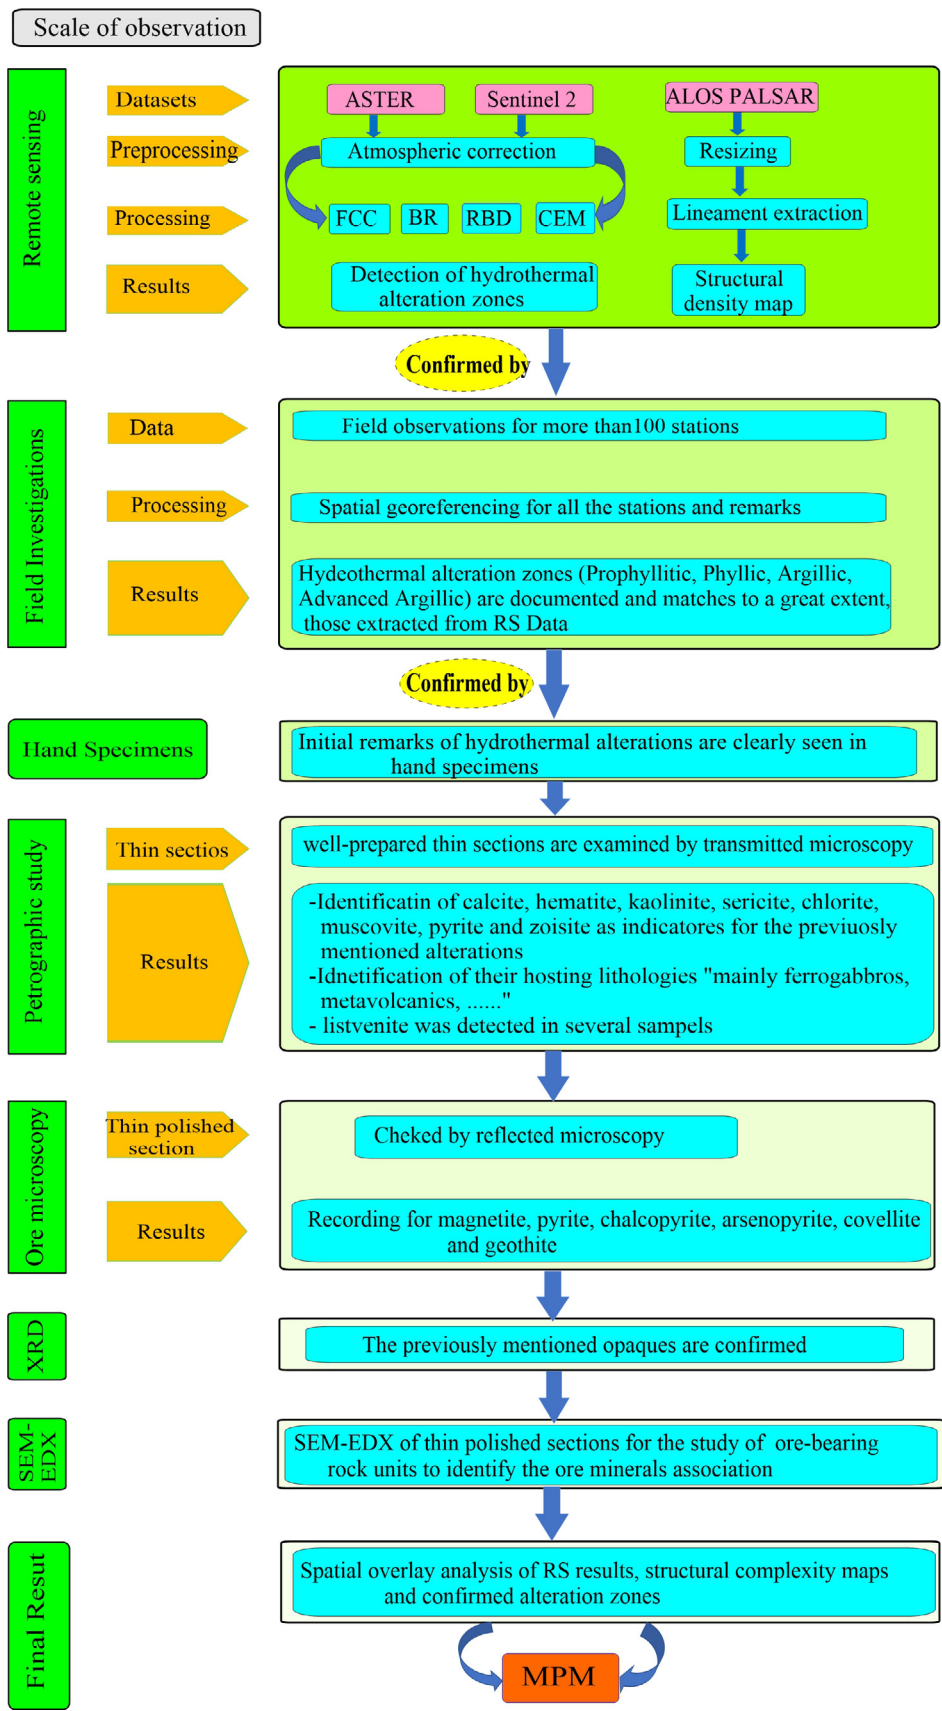 Scale of observation
Remote sensing
Datasets
ASTER
Sentinel 2
ALOS PALSAR
Preprocessing
Atmospheric correction
Resizing
Processing
FCC
BR
RBD
CEM
Lineament extraction
Results
Detection of hydrothermal
alteration zones
Structural
density map
Confirmed by
Field Investigations
Data
Field observations for more than100 stations
Processing
Spatial georeferencing for all the stations and remarks
Results
Hydeothermal alteration zones (Prophyllitic, Phyllic, Argillic,
Advanced Argillic) are documented and matches to a great extent,
those extracted from RS Data
Confirmed by
Hand Specimens
Initial remarks of hydrothermal alterations are clearly seen in
hand specimens
Petrographic study
Thin sectios
well-prepared thin sections are examined by transmitted microscopy
Results
-Identificatin of calcite, hematite, kaolinite, sericite, chlorite,
muscovite, pyrite and zoisite as indicatores for the previuosly
mentioned alterations
-Idnetification of their hosting lithologies "mainly ferrogabbros,
metavolcanics, ......"
- listvenite was detected in several sampels
Ore microscopy
Thin polished
section
Cheked by reflected microscopy
Results
Recording for magnetite, pyrite, chalcopyrite, arsenopyrite, covellite
and geothite
XRD
The previously mentioned opaques are confirmed
SEM-
EDX
SEM-EDX of thin polished sections for the study of ore-bearing
rock units to identify the ore minerals association
Final Resut
Spatial overlay analysis of RS results, structural complexity maps
and confirmed alteration zones
MPM